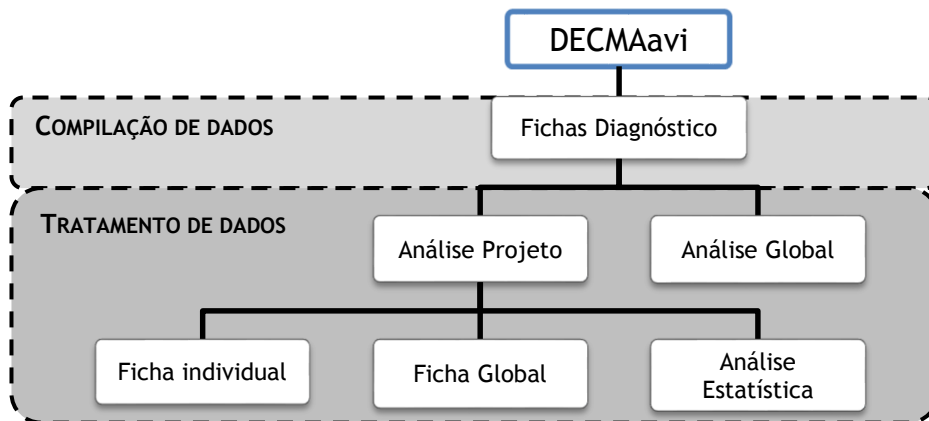 DECMAavi
COMPILAÇÃO DE DADOS
Fichas Diagnóstico
TRATAMENTO DE DADOS
Análise Projeto
Análise Global
Ficha individual
Ficha Global
Análise
Estatística